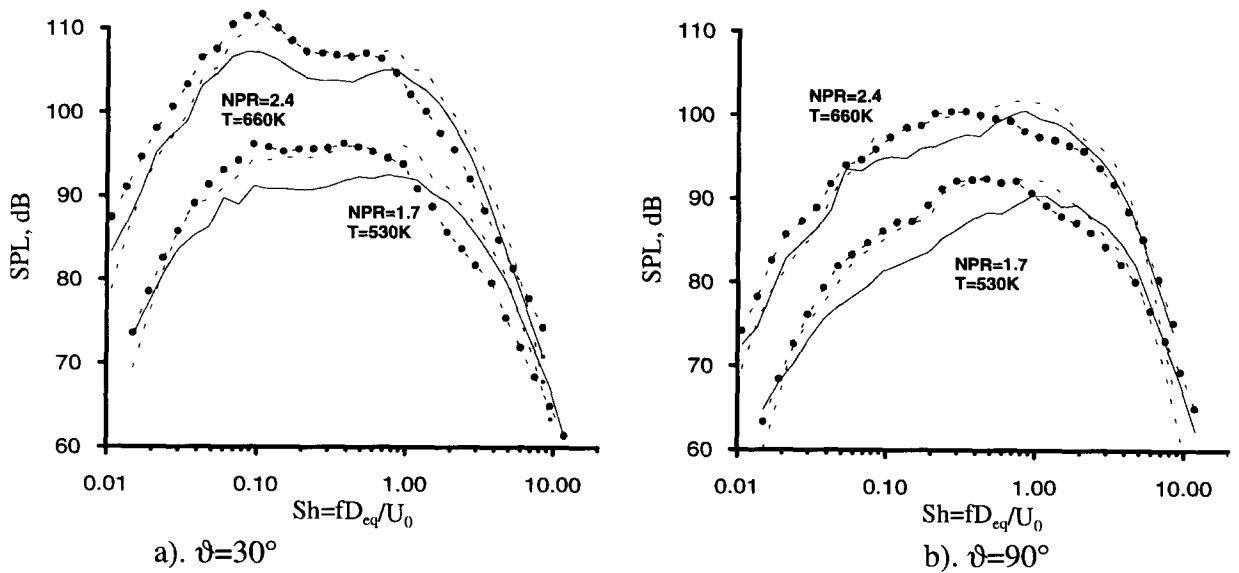 110
100
90
80
70
60
SPL, dB
NPR=2.4
T=660K
NPR=1.7
T=530K
0.01
0.10
1.00
10.00
Sh=fD_eq/U_0
a). ϑ=30°
110
100
90
80
70
60
SPL, dB
NPR=2.4
T=660K
NPR=1.7
T=530K
0.01
0.10
1.00
10.00
Sh=fD_eq/U_0
b). ϑ=90°